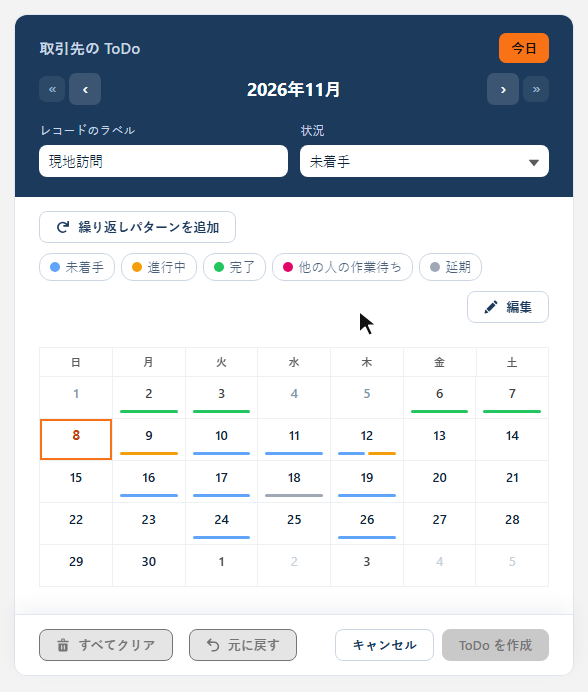 取引先の ToDo 今日
« ‹ 2026年11月 › »
レコードのラベル 状況
現地訪問 未着手
繰り返しパターンを追加
未着手 進行中 完了 他の人の作業待ち 延期
編集
日 月 火 水 木 金 土
1 2 3 4 5 6 7
8 9 10 11 12 13 14
15 16 17 18 19 20 21
22 23 24 25 26 27 28
29 30 1 2 3 4 5
すべてクリア 元に戻す キャンセル ToDo を作成